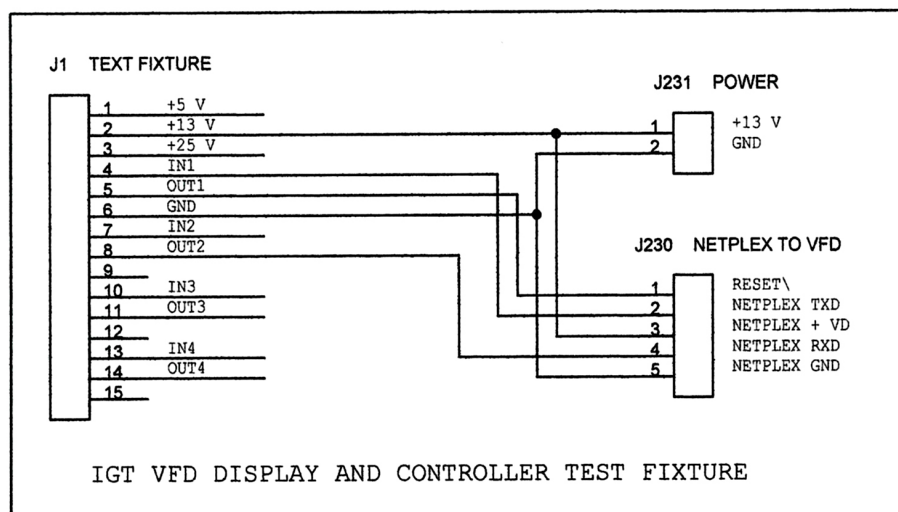 J1 TEXT FIXTURE
1 +5 V
2 +13 V
3 +25 V
4 IN1
5 OUT1
6 GND
7 IN2
8 OUT2
9
10 IN3
11 OUT3
12
13 IN4
14 OUT4
15
J231 POWER
1 +13 V
2 GND
J230 NETPLEX TO VFD
1 RESET\
2 NETPLEX TXD
3 NETPLEX + VD
4 NETPLEX RXD
5 NETPLEX GND
IGT VFD DISPLAY AND CONTROLLER TEST FIXTURE